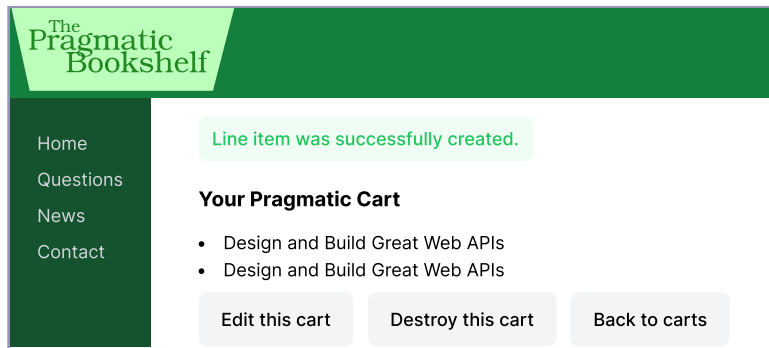 The
Pragmatic
Bookshelf
Home
Questions
News
Contact
Line item was successfully created.
Your Pragmatic Cart
Design and Build Great Web APIs
Design and Build Great Web APIs
Edit this cart
Destroy this cart
Back to carts